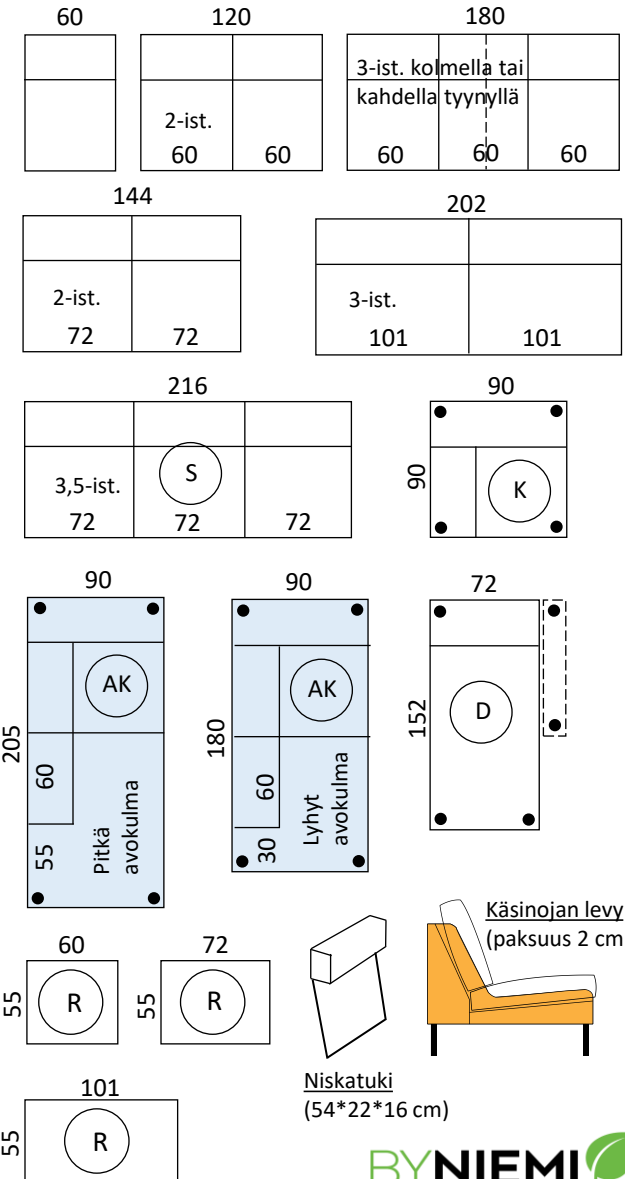 60
120
180
3-ist. kolmella tai
kahdella tyynyllä
2-ist.
60 60
60 60 60
144
202
2-ist.
72 72
3-ist.
101 101
216
90
3,5-ist.
S
72 72 72
90
K
90
90
72
205
AK
60
55
Pitkä
avokulma
180
AK
60
30
Lyhyt
avokulma
152
D
Käsinojan levy
(paksuus 2 cm
60
72
55
R
55
R
Niskatuki
(54*22*16 cm)
101
55
R
BYNIEMI